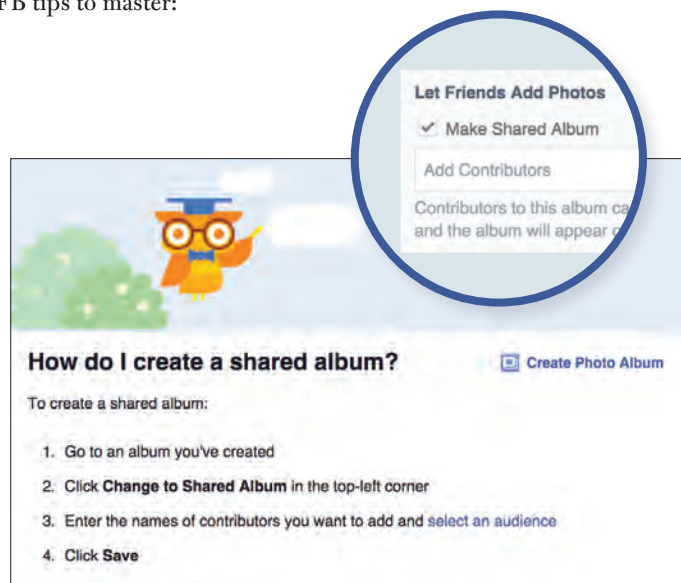 FB tips to master:
Let Friends Add Photos
Make Shared Album
Add Contributors
Contributors to this album
and the album will appear
How do I create a shared album?
Create Photo Album
To create a shared album:
1. Go to an album you've created
2. Click Change to Shared Album in the top-left corner
3. Enter the names of contributors you want to add and select an audience
4. Click Save